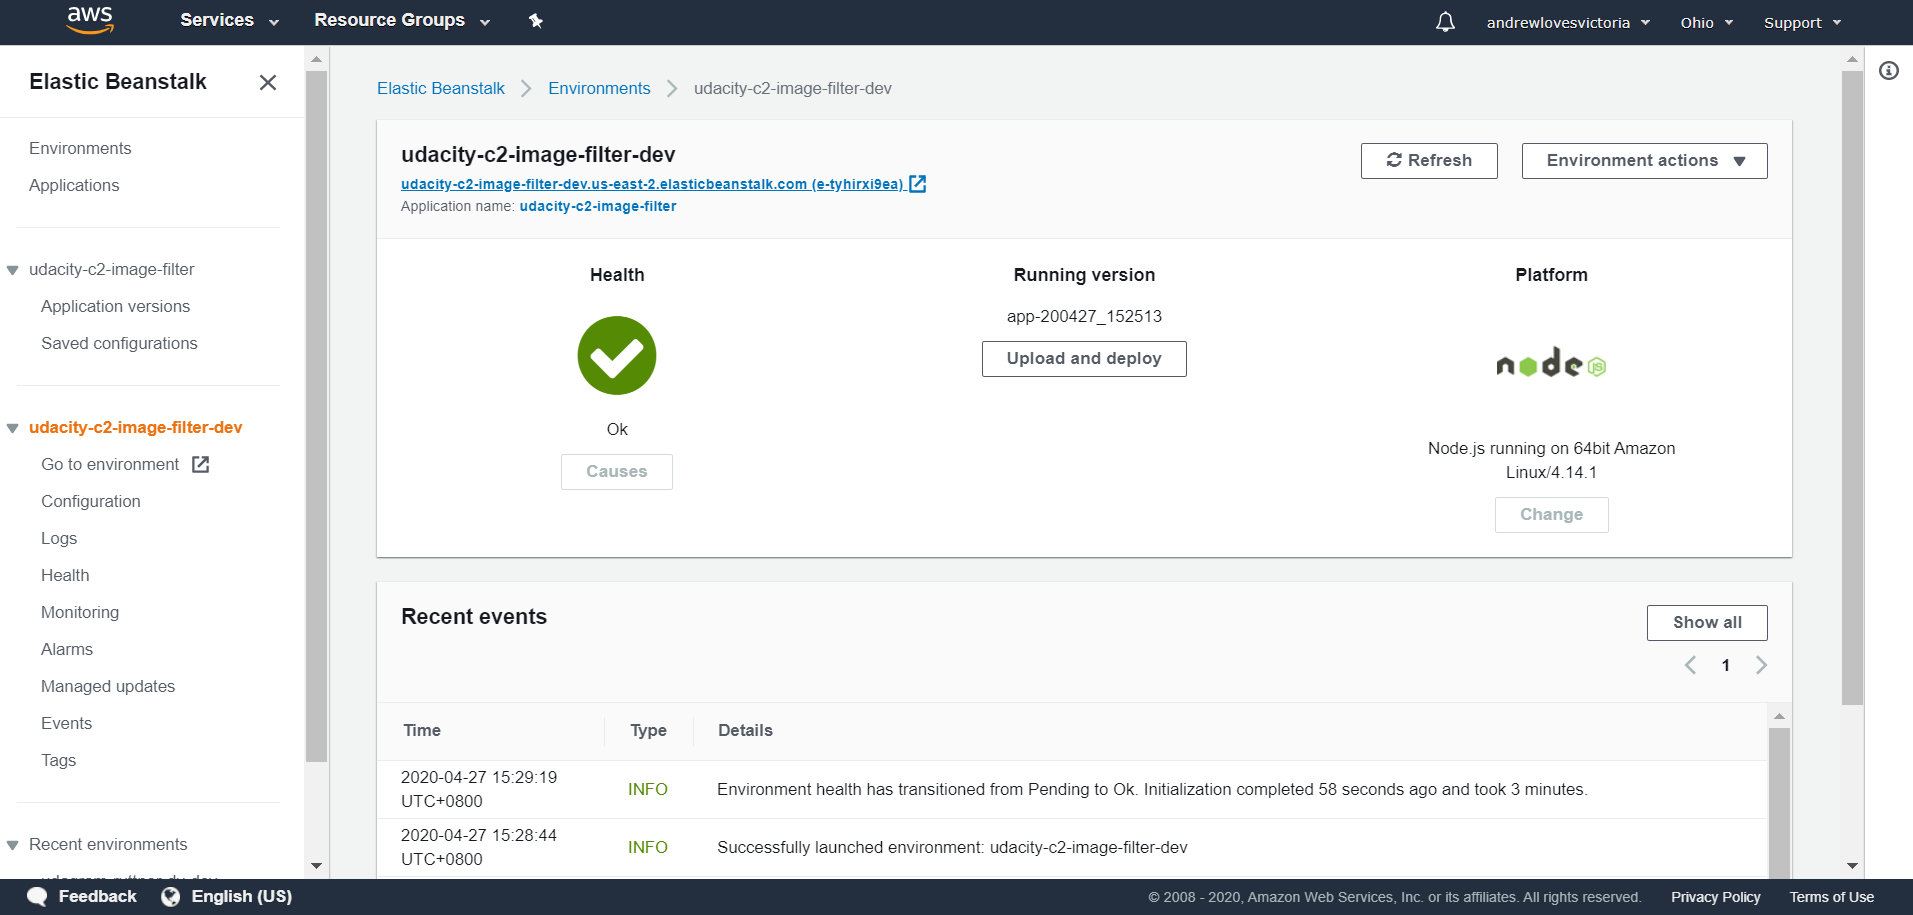 aws
Services
Resource Groups
andrewlovesvictoria
Ohio
Support
Elastic Beanstalk
Environments
Applications
udacity-c2-image-filter
Application versions
Saved configurations
udacity-c2-image-filter-dev
Go to environment
Configuration
Logs
Health
Monitoring
Alarms
Managed updates
Events
Tags
Recent environments
Elastic Beanstalk
Environments
udacity-c2-image-filter-dev
udacity-c2-image-filter-dev
udacity-c2-image-filter-dev.us-east-2.elasticbeanstalk.com (e-tyhirxi9ea)
Application name: udacity-c2-image-filter
Refresh
Environment actions
Health
Ok
Causes
Running version
app-200427_152513
Upload and deploy
Platform
node
JS
Node.js running on 64bit Amazon
Linux/4.14.1
Change
Recent events
Show all
1
Time Type Details
2020-04-27 15:29:19
UTC+0800
INFO
Environment health has transitioned from Pending to Ok. Initialization completed 58 seconds ago and took 3 minutes.
2020-04-27 15:28:44
UTC+0800
INFO
Successfully launched environment: udacity-c2-image-filter-dev
Feedback
English (US)
© 2008 - 2020, Amazon Web Services, Inc. or its affiliates. All rights reserved.
Privacy Policy
Terms of Use